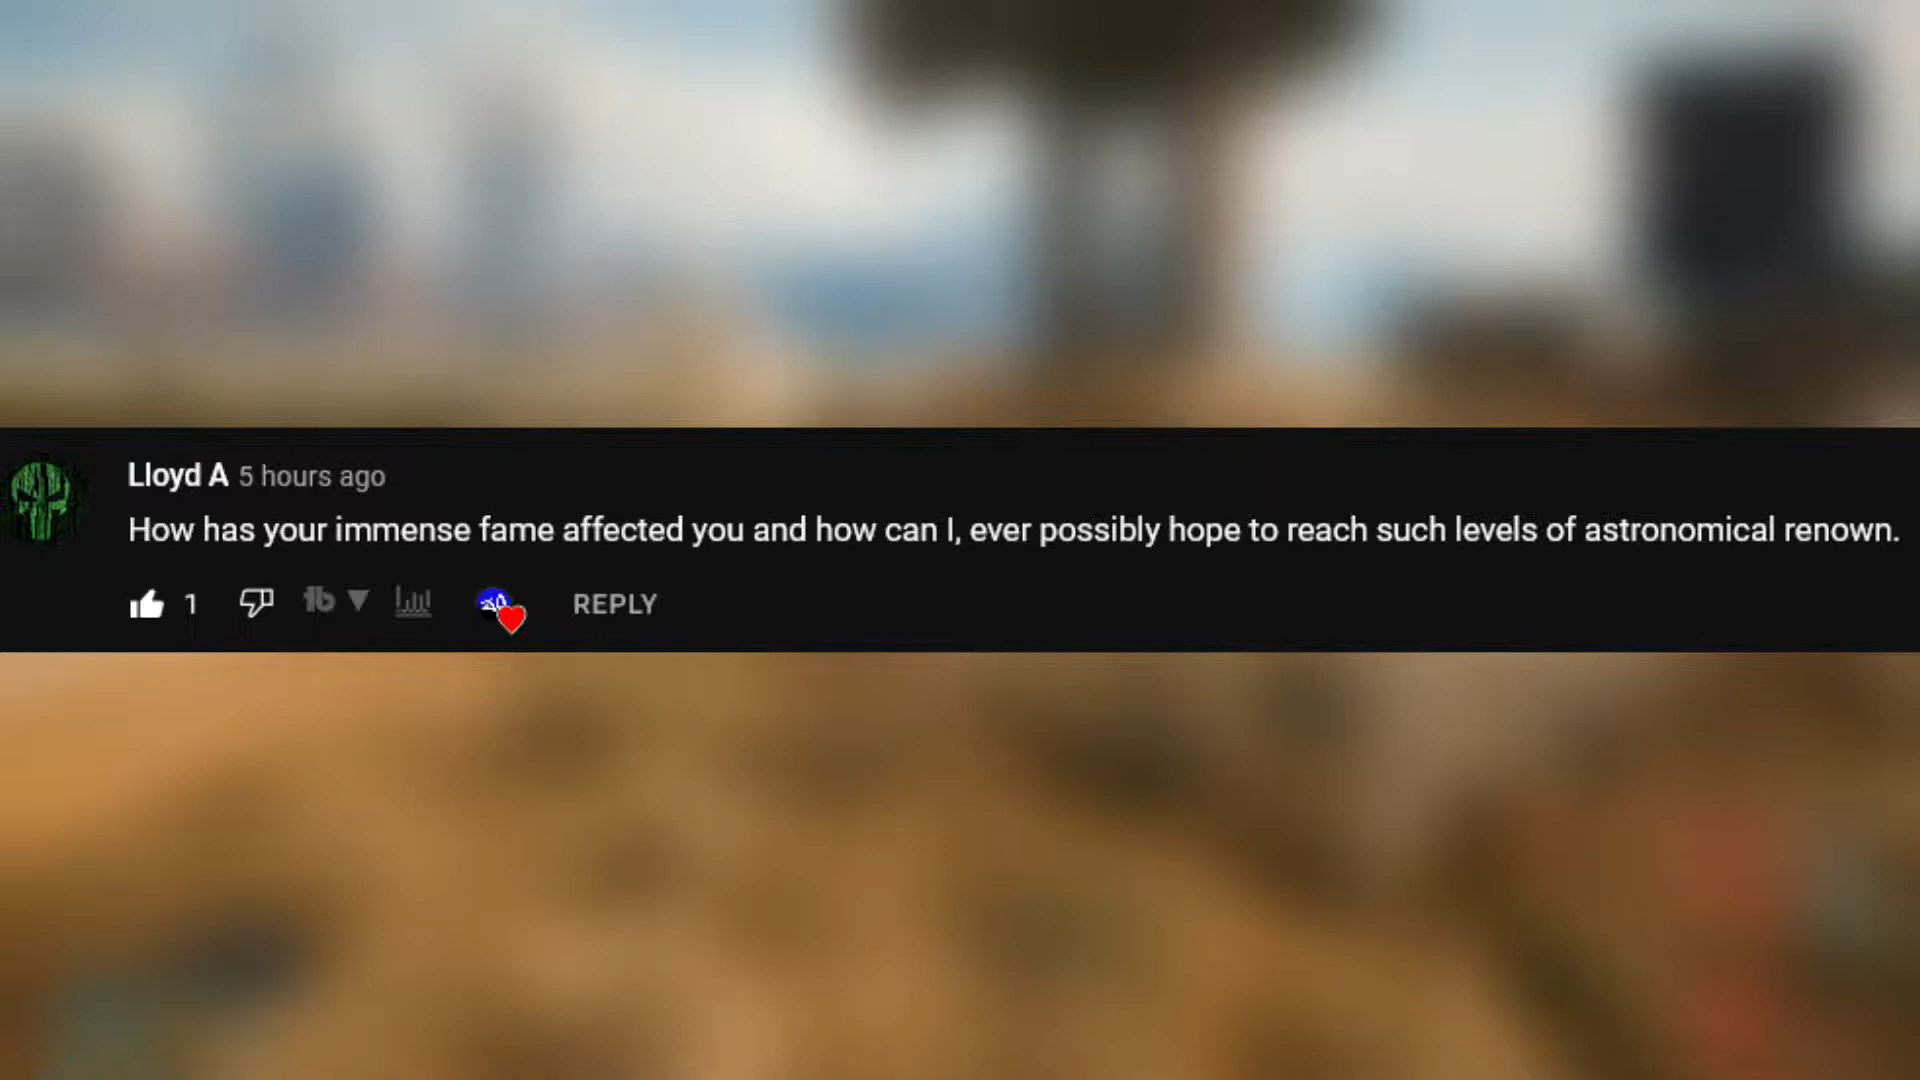 Lloyd A 5 hours ago
How has your immense fame affected you and how can I, ever possibly hope to reach such levels of astronomical renown.
1 REPLY